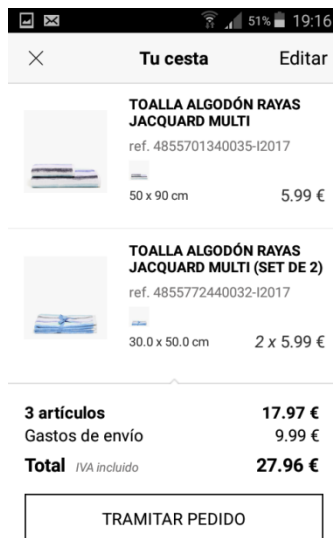 51% 19:16
Tu cesta Editar
TOALLA ALGODÓN RAYAS
JACQUARD MULTI
ref. 4855701340035-I2017
50 x 90 cm 5.99 €
TOALLA ALGODÓN RAYAS
JACQUARD MULTI (SET DE 2)
ref. 4855772440032-I2017
30.0 x 50.0 cm 2 x 5.99 €
3 artículos 17.97 €
Gastos de envío 9.99 €
Total IVA incluido 27.96 €
TRAMITAR PEDIDO